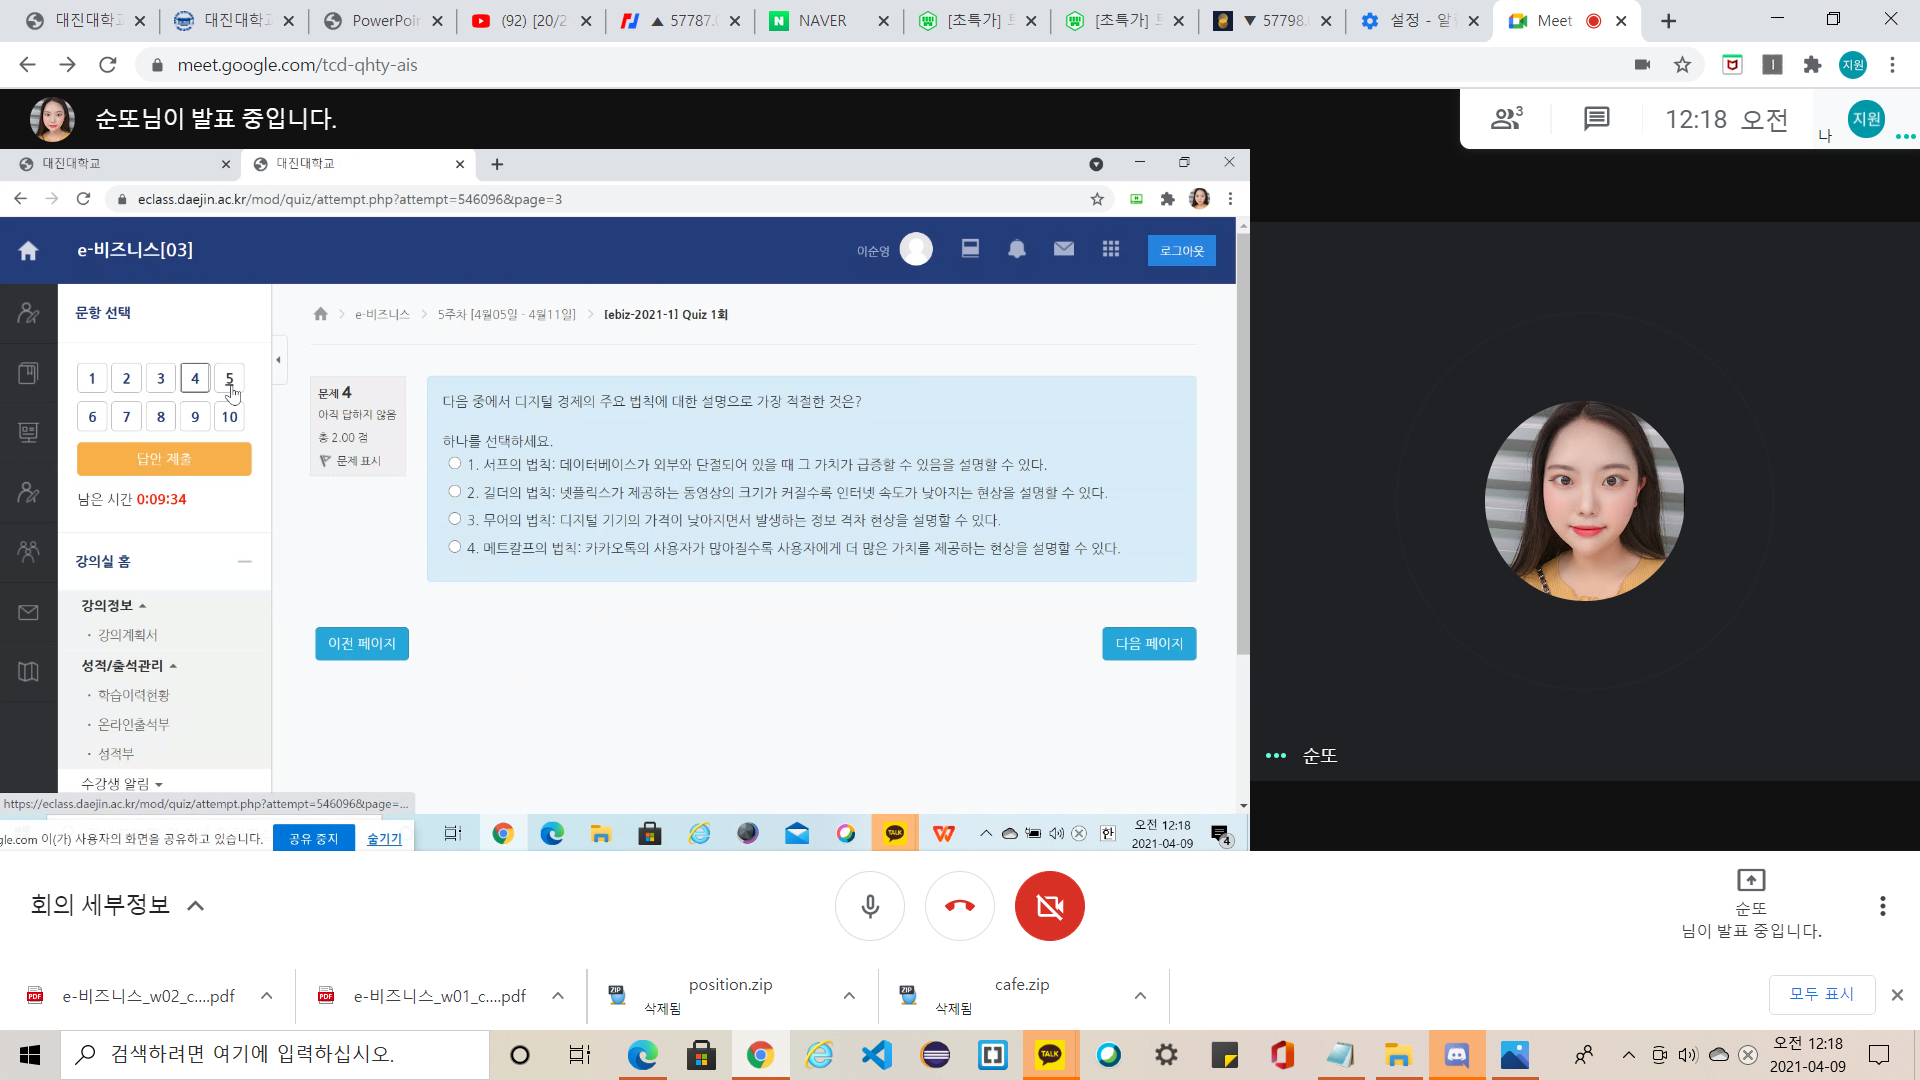 대진대학교
대진대학교
PowerPoin
(92) [20/2
▲ 57787.
NAVER
[초특가]
[초특가]
▼ 57798.
설정 - 알
Meet
meet.google.com/tcd-qhty-ais
지원
순또님이 발표 중입니다.
3
12:18 오전
나
지원
대진대학교
대진대학교
eclass.daejin.ac.kr/mod/quiz/attempt.php?attempt=546096&page=3
e-비즈니스[03]
이순영
로그아웃
문항 선택
1 2 3 4 5
6 7 8 9 10
답안 제출
남은 시간 0:09:34
강의실 홈
강의정보
· 강의계획서
성적/출석관리
· 학습이력현황
· 온라인출석부
· 성적부
수강생 알림
e-비즈니스 > 5주차 [4월05일 - 4월11일] > [ebiz-2021-1] Quiz 1회
문제 4
아직 답하지 않음
총 2.00 점
문제 표시
다음 중에서 디지털 경제의 주요 법칙에 대한 설명으로 가장 적절한 것은?
하나를 선택하세요.
1. 서프의 법칙: 데이터베이스가 외부와 단절되어 있을 때 그 가치가 급증할 수 있음을 설명할 수 있다.
2. 길더의 법칙: 넷플릭스가 제공하는 동영상의 크기가 커질수록 인터넷 속도가 낮아지는 현상을 설명할 수 있다.
3. 무어의 법칙: 디지털 기기의 가격이 낮아지면서 발생하는 정보 격차 현상을 설명할 수 있다.
4. 메트칼프의 법칙: 카카오톡의 사용자가 많아질수록 사용자에게 더 많은 가치를 제공하는 현상을 설명할 수 있다.
이전 페이지
다음 페이지
https://eclass.daejin.ac.kr/mod/quiz/attempt.php?attempt=546096&page=...
gle.com 이(가) 사용자의 화면을 공유하고 있습니다.
공유 중지
숨기기
TALK
한
오전 12:18
2021-04-09
4
순또
회의 세부정보
순또
님이 발표 중입니다.
PDF
e-비즈니스_w02_c....pdf
PDF
e-비즈니스_w01_c....pdf
ZIP
position.zip
삭제됨
ZIP
cafe.zip
삭제됨
모두 표시
검색하려면 여기에 입력하십시오.
TALK
오전 12:18
2021-04-09